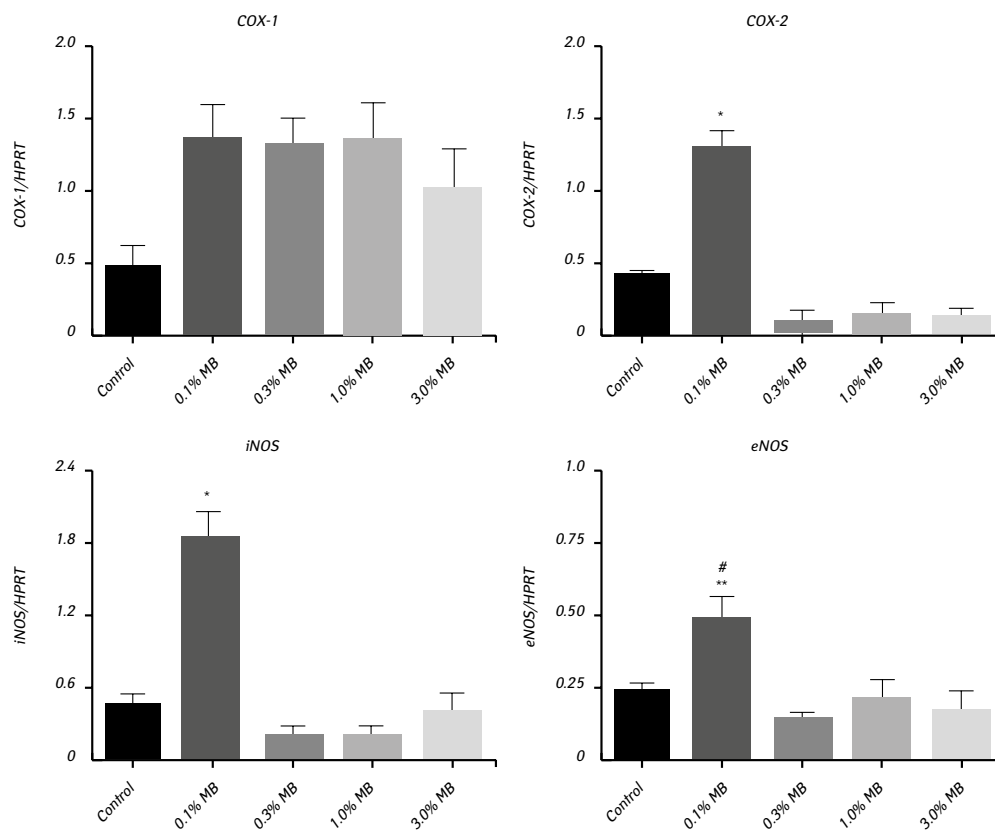 COX-1
2.0
1.5
1.0
0.5
0
COX-1/HPRT
Control
0.1% MB
0.3% MB
1.0% MB
3.0% MB
COX-2
2.0
1.5
1.0
0.5
0
COX-2/HPRT
*
Control
0.1% MB
0.3% MB
1.0% MB
3.0% MB
iNOS
2.4
1.8
1.2
0.6
0
iNOS/HPRT
*
Control
0.1% MB
0.3% MB
1.0% MB
3.0% MB
eNOS
1.0
0.75
0.50
0.25
0
eNOS/HPRT
#
**
Control
0.1% MB
0.3% MB
1.0% MB
3.0% MB